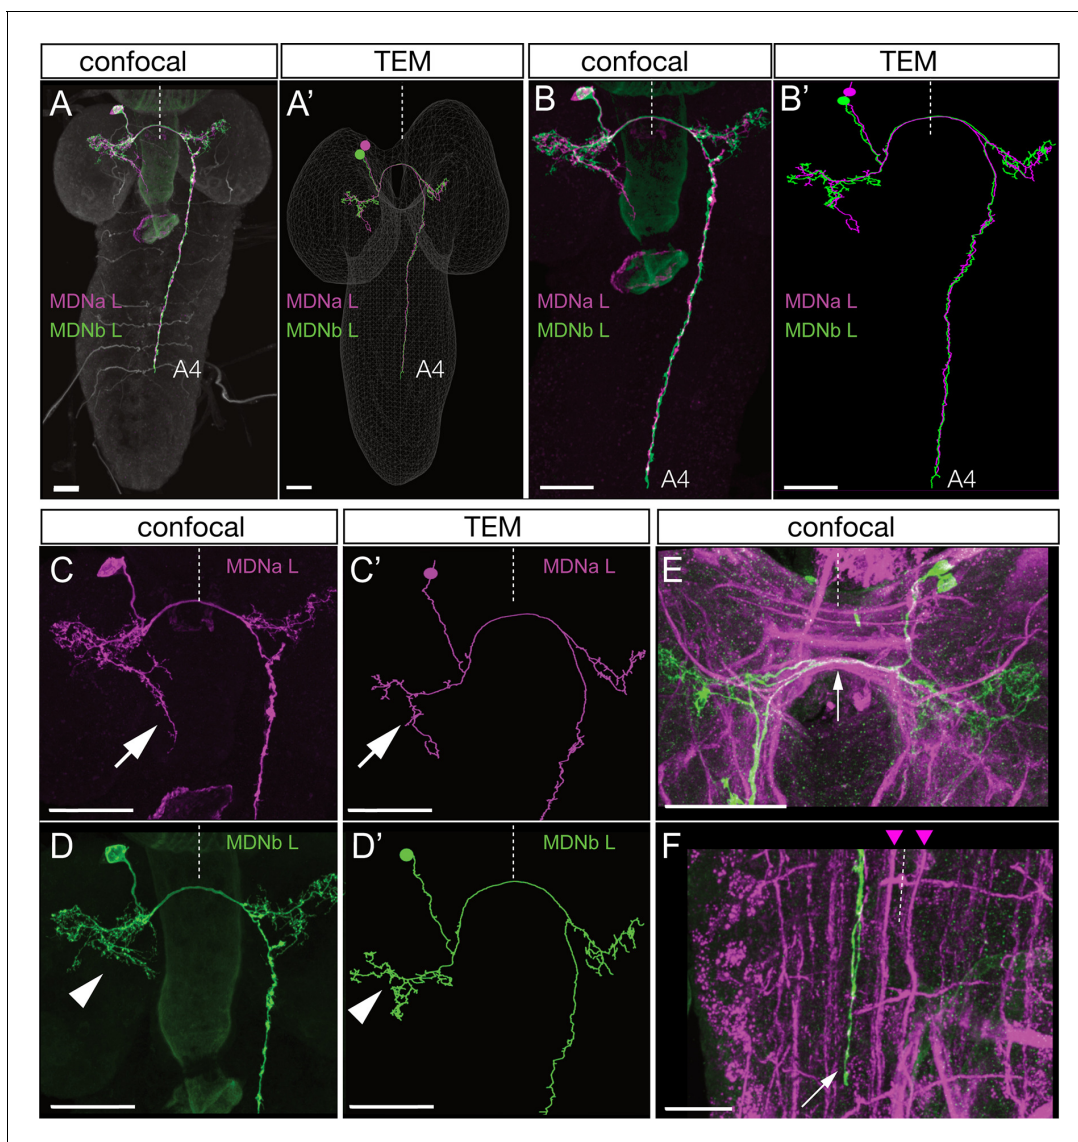 confocal
TEM
confocal
TEM
A
MDNa L
MDNb L
A4
A'
MDNa L
MDNb L
A4
B
MDNa L
MDNb L
A4
B'
MDNa L
MDNb L
A4
confocal
TEM
confocal
C
MDNa L
C'
MDNa L
E
D
MDNb L
D'
MDNb L
F